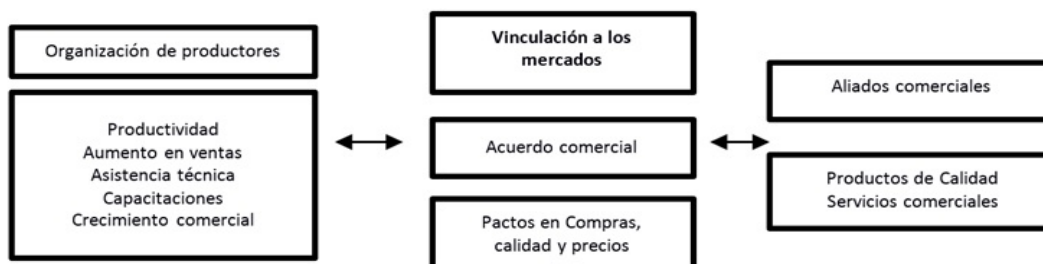 Organización de productores
Productividad
Aumento en ventas
Asistencia técnica
Capacitaciones
Crecimiento comercial
Vinculación a los
mercados
Acuerdo comercial
Pactos en Compras,
calidad y precios
Aliados comerciales
Productos de Calidad
Servicios comerciales